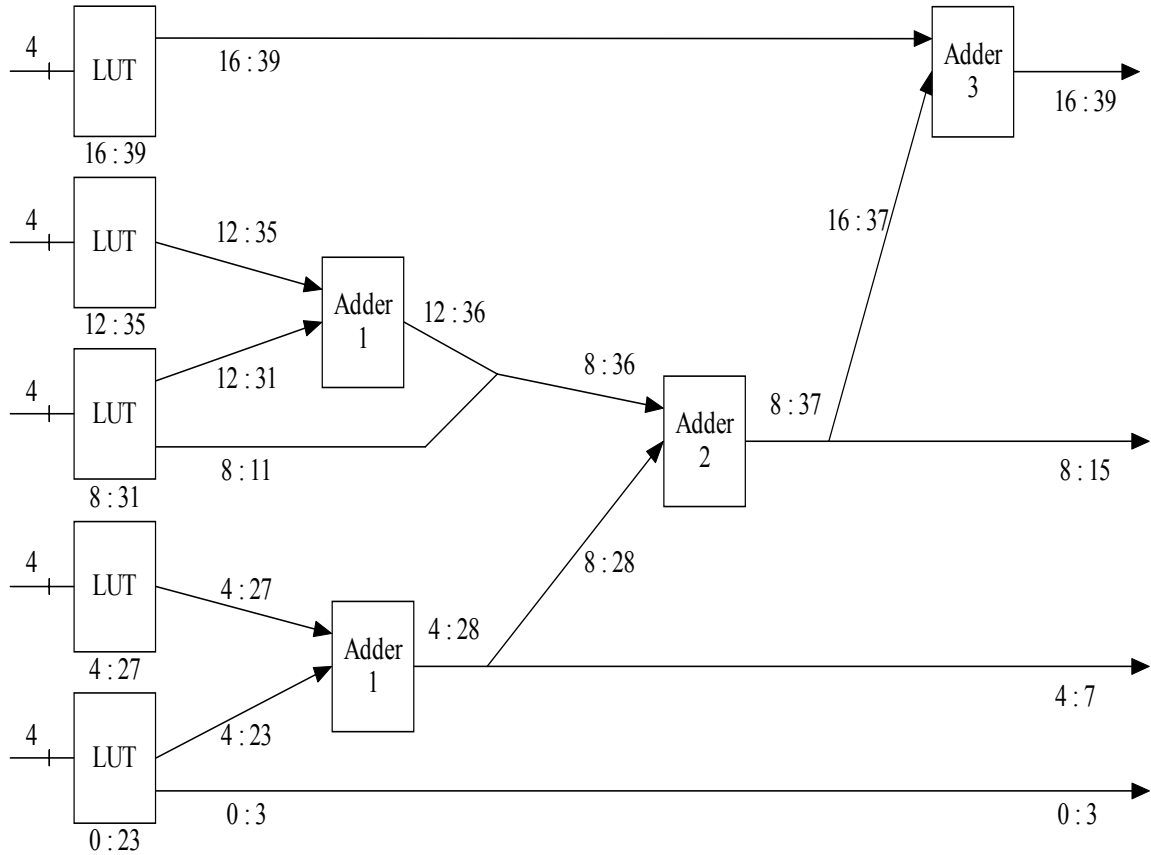 4
LUT
16 : 39
16 : 39
Adder
3
16 : 39
4
LUT
12 : 35
12 : 35
16 : 37
Adder
1
12 : 36
4
LUT
12 : 31
8 : 11
8 : 31
8 : 36
Adder
2
8 : 37
8 : 15
4
LUT
4 : 27
4 : 27
8 : 28
Adder
1
4 : 28
4 : 7
4
LUT
4 : 23
0 : 3
0 : 23
0 : 3